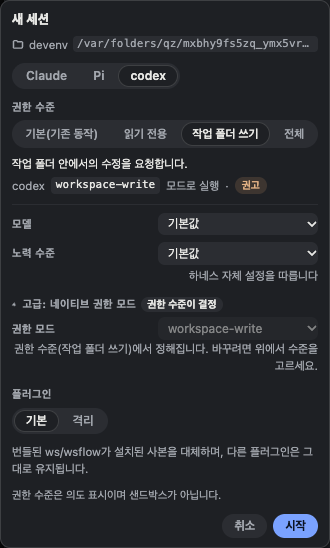 새 세션
devenv /var/folders/qz/mxbhy9fs5zq_ymx5vr…
Claude Pi codex
권한 수준
기본(기존 동작) 읽기 전용 작업 폴더 쓰기 전체
작업 폴더 안에서의 수정을 요청합니다.
codex workspace-write 모드로 실행 · 권고
모델 기본값
노력 수준 기본값
하네스 자체 설정을 따릅니다
고급: 네이티브 권한 모드 권한 수준이 결정
권한 모드 workspace-write
권한 수준(작업 폴더 쓰기)에서 정해집니다. 바꾸려면 위에서 수준을
고르세요.
플러그인
기본 격리
번들된 ws/wsflow가 설치된 사본을 대체하며, 다른 플러그인은 그
대로 유지됩니다.
권한 수준은 의도 표시이며 샌드박스가 아닙니다.
취소 시작